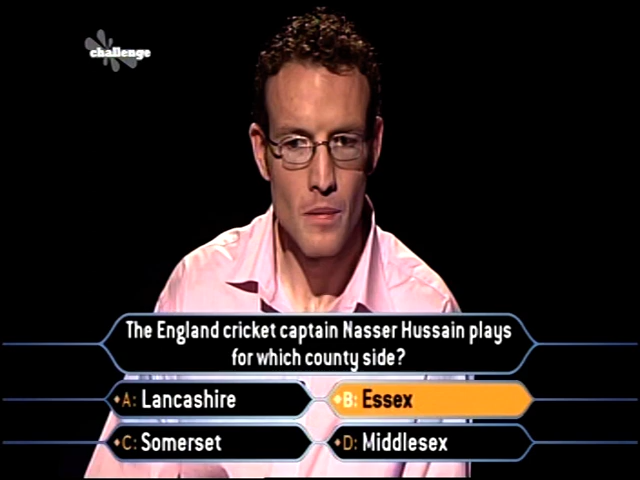 challenge
The England cricket captain Nasser Hussain plays
for which county side?
A: Lancashire
B: Essex
C: Somerset
D: Middlesex